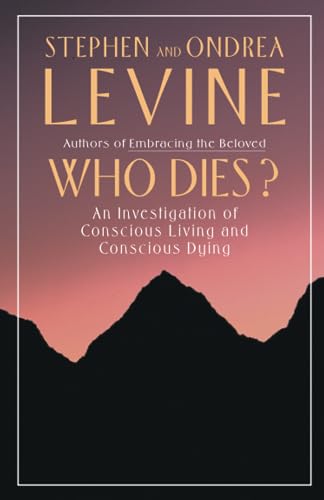 STEPHEN AND ONDREA
LEVINE
Authors of Embracing the Beloved
WHO DIES?
An Investigation of
Conscious Living and
Conscious Dying